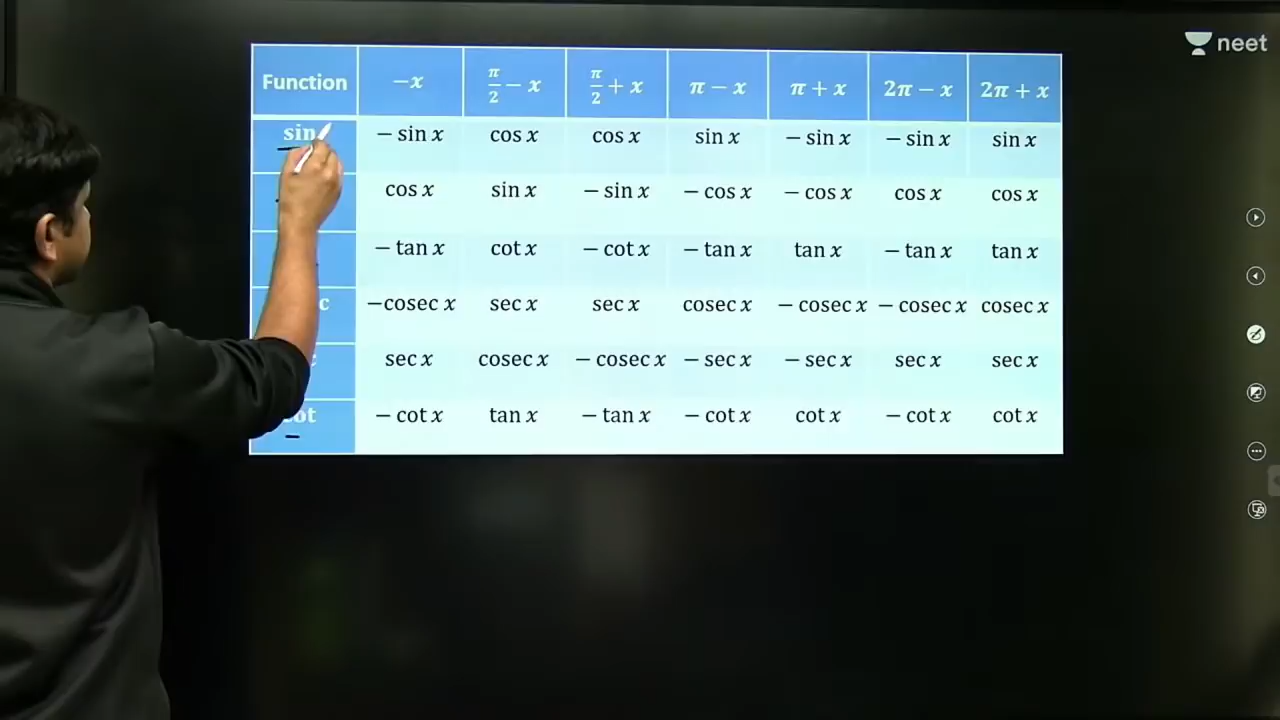 neet
Function −x π/2 − x π/2 + x π − x π + x 2π − x 2π + x
sin − sin x cos x cos x sin x − sin x − sin x sin x
cos x sin x − sin x − cos x − cos x cos x cos x
− tan x cot x − cot x − tan x tan x − tan x tan x
−cosec x sec x sec x cosec x − cosec x − cosec x cosec x
sec x cosec x − cosec x − sec x − sec x sec x sec x
cot − cot x tan x − tan x − cot x cot x − cot x cot x